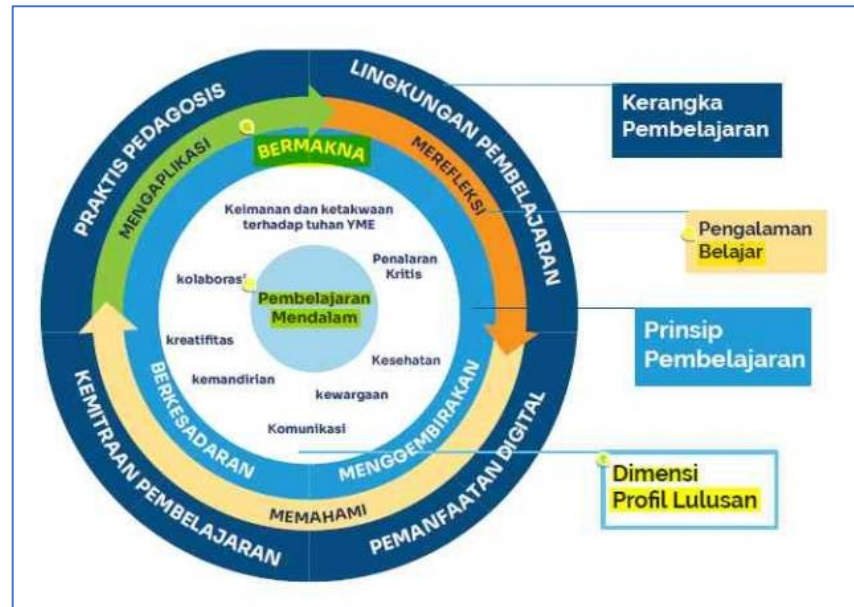 PRAKTIS PEDAGOSIS
LINGKUNGAN PEMBELAJARAN
Kerangka
Pembelajaran
MENGAPLIKASI
BERMAKNA
MEREFLEKSI
Keimanan dan ketakwaan
terhadap tuhan YME
Pengalaman
Belajar
Penalaran
Kritis
kolaborasi
Pembelajaran
Mendalam
Prinsip
Pembelajaran
kreatifitas
Kesehatan
kemandirian
kewargaan
Komunikasi
BERKESADARAN
MENGGEMBIRAKAN
Dimensi
Profil Lulusan
MEMAHAMI
KEMITRAAN PEMBELAJARAN
PEMANFAATAN DIGITAL